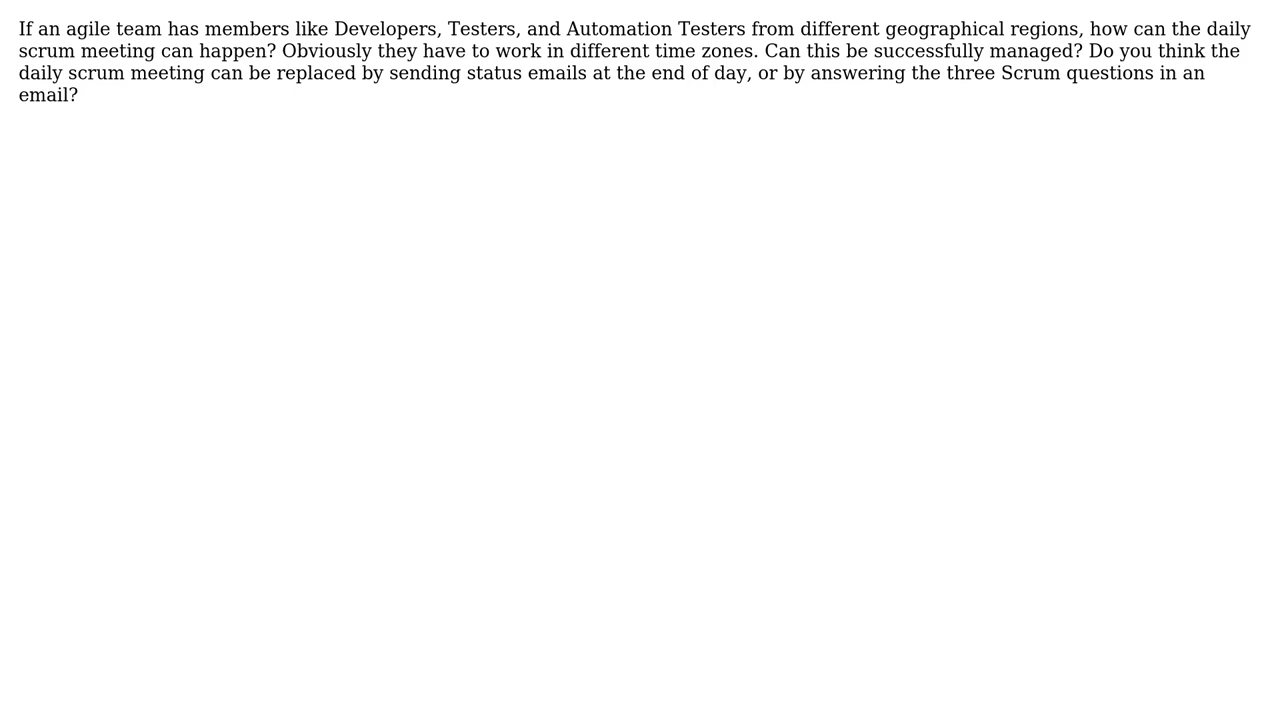 If an agile team has members like Developers, Testers, and Automation Testers from different geographical regions, how can the daily
scrum meeting can happen? Obviously they have to work in different time zones. Can this be successfully managed? Do you think the
daily scrum meeting can be replaced by sending status emails at the end of day, or by answering the three Scrum questions in an
email?